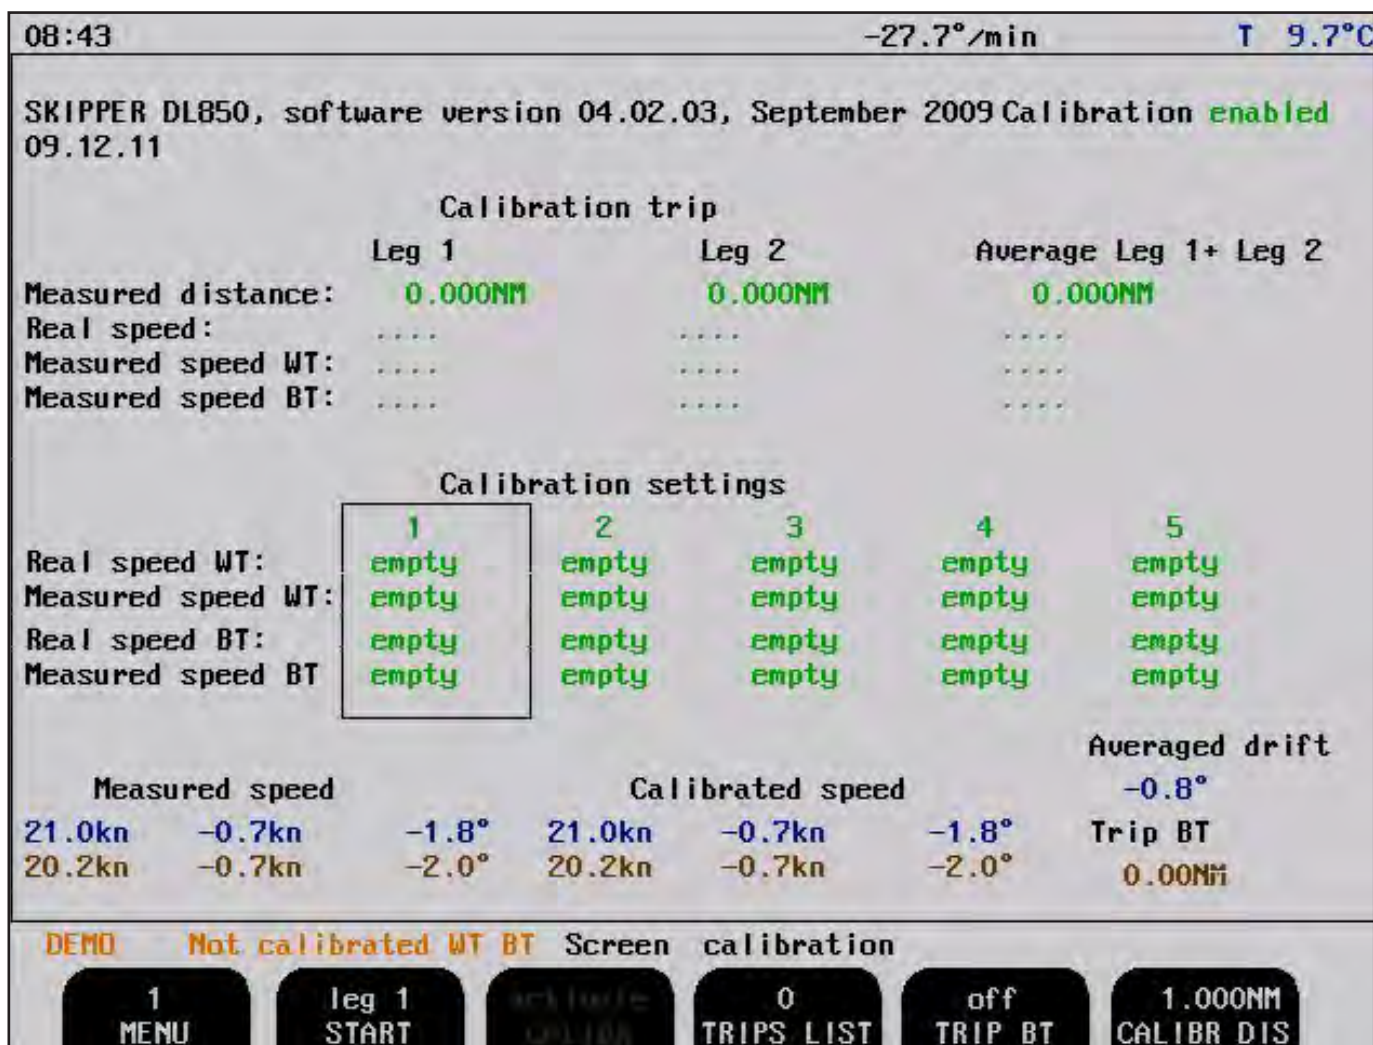 08:43 -27.7°/min T 9.7°C
SKIPPER DL850, software version 04.02.03, September 2009 Calibration enabled
09.12.11
Calibration trip
Leg 1 Leg 2 Average Leg 1+ Leg 2
Measured distance: 0.000NM 0.000NM 0.000NM
Real speed: .... .... ....
Measured speed WT: .... .... ....
Measured speed BT: .... .... ....
Calibration settings
1 2 3 4 5
Real speed WT: empty empty empty empty empty
Measured speed WT: empty empty empty empty empty
Real speed BT: empty empty empty empty empty
Measured speed BT empty empty empty empty empty
Averaged drift
Measured speed Calibrated speed -0.8°
21.0kn -0.7kn -1.8° 21.0kn -0.7kn -1.8° Trip BT
20.2kn -0.7kn -2.0° 20.2kn -0.7kn -2.0° 0.00NM
DEMO Not calibrated WT BT Screen calibration
1 leg 1 0 off 1.000NM
MENU START TRIPS LIST TRIP BT CALIBR DIS